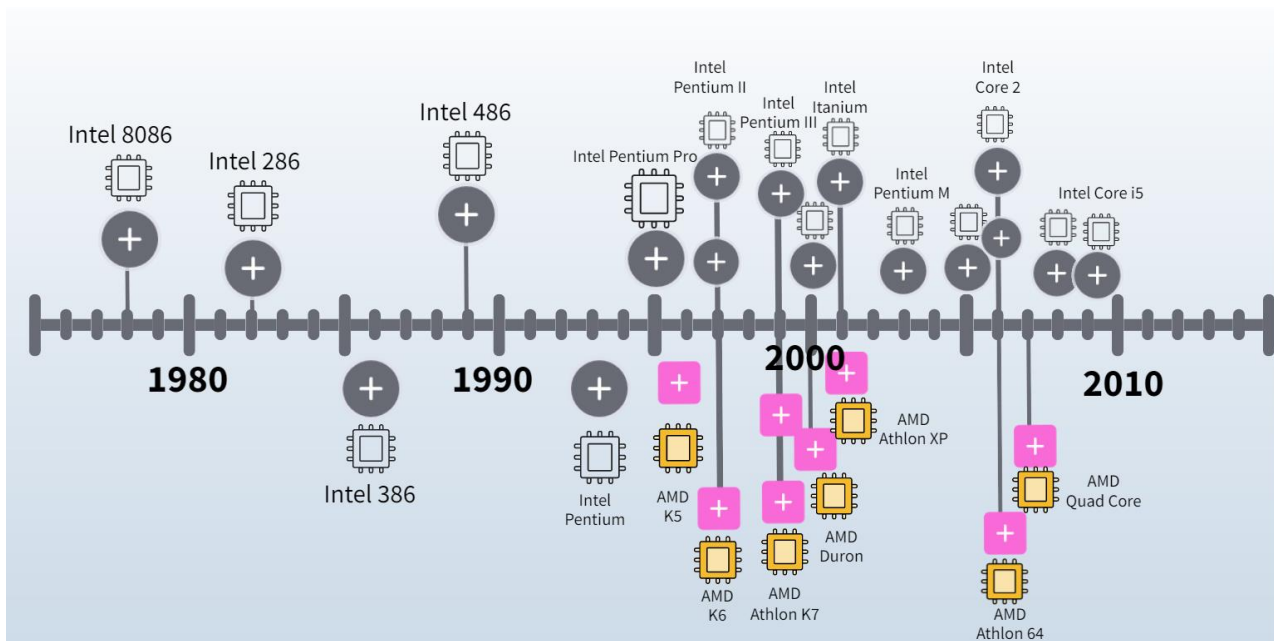 Intel
Pentium II
Intel
Pentium III
Intel
Itanium
Intel
Core 2
Intel 8086
Intel 286
Intel 486
Intel Pentium Pro
Intel
Pentium M
Intel Core i5
1980
1990
2000
2010
Intel 386
Intel
Pentium
AMD
K5
AMD
K6
AMD
Athlon K7
AMD
Duron
AMD
Athlon XP
AMD
Quad Core
AMD
Athlon 64